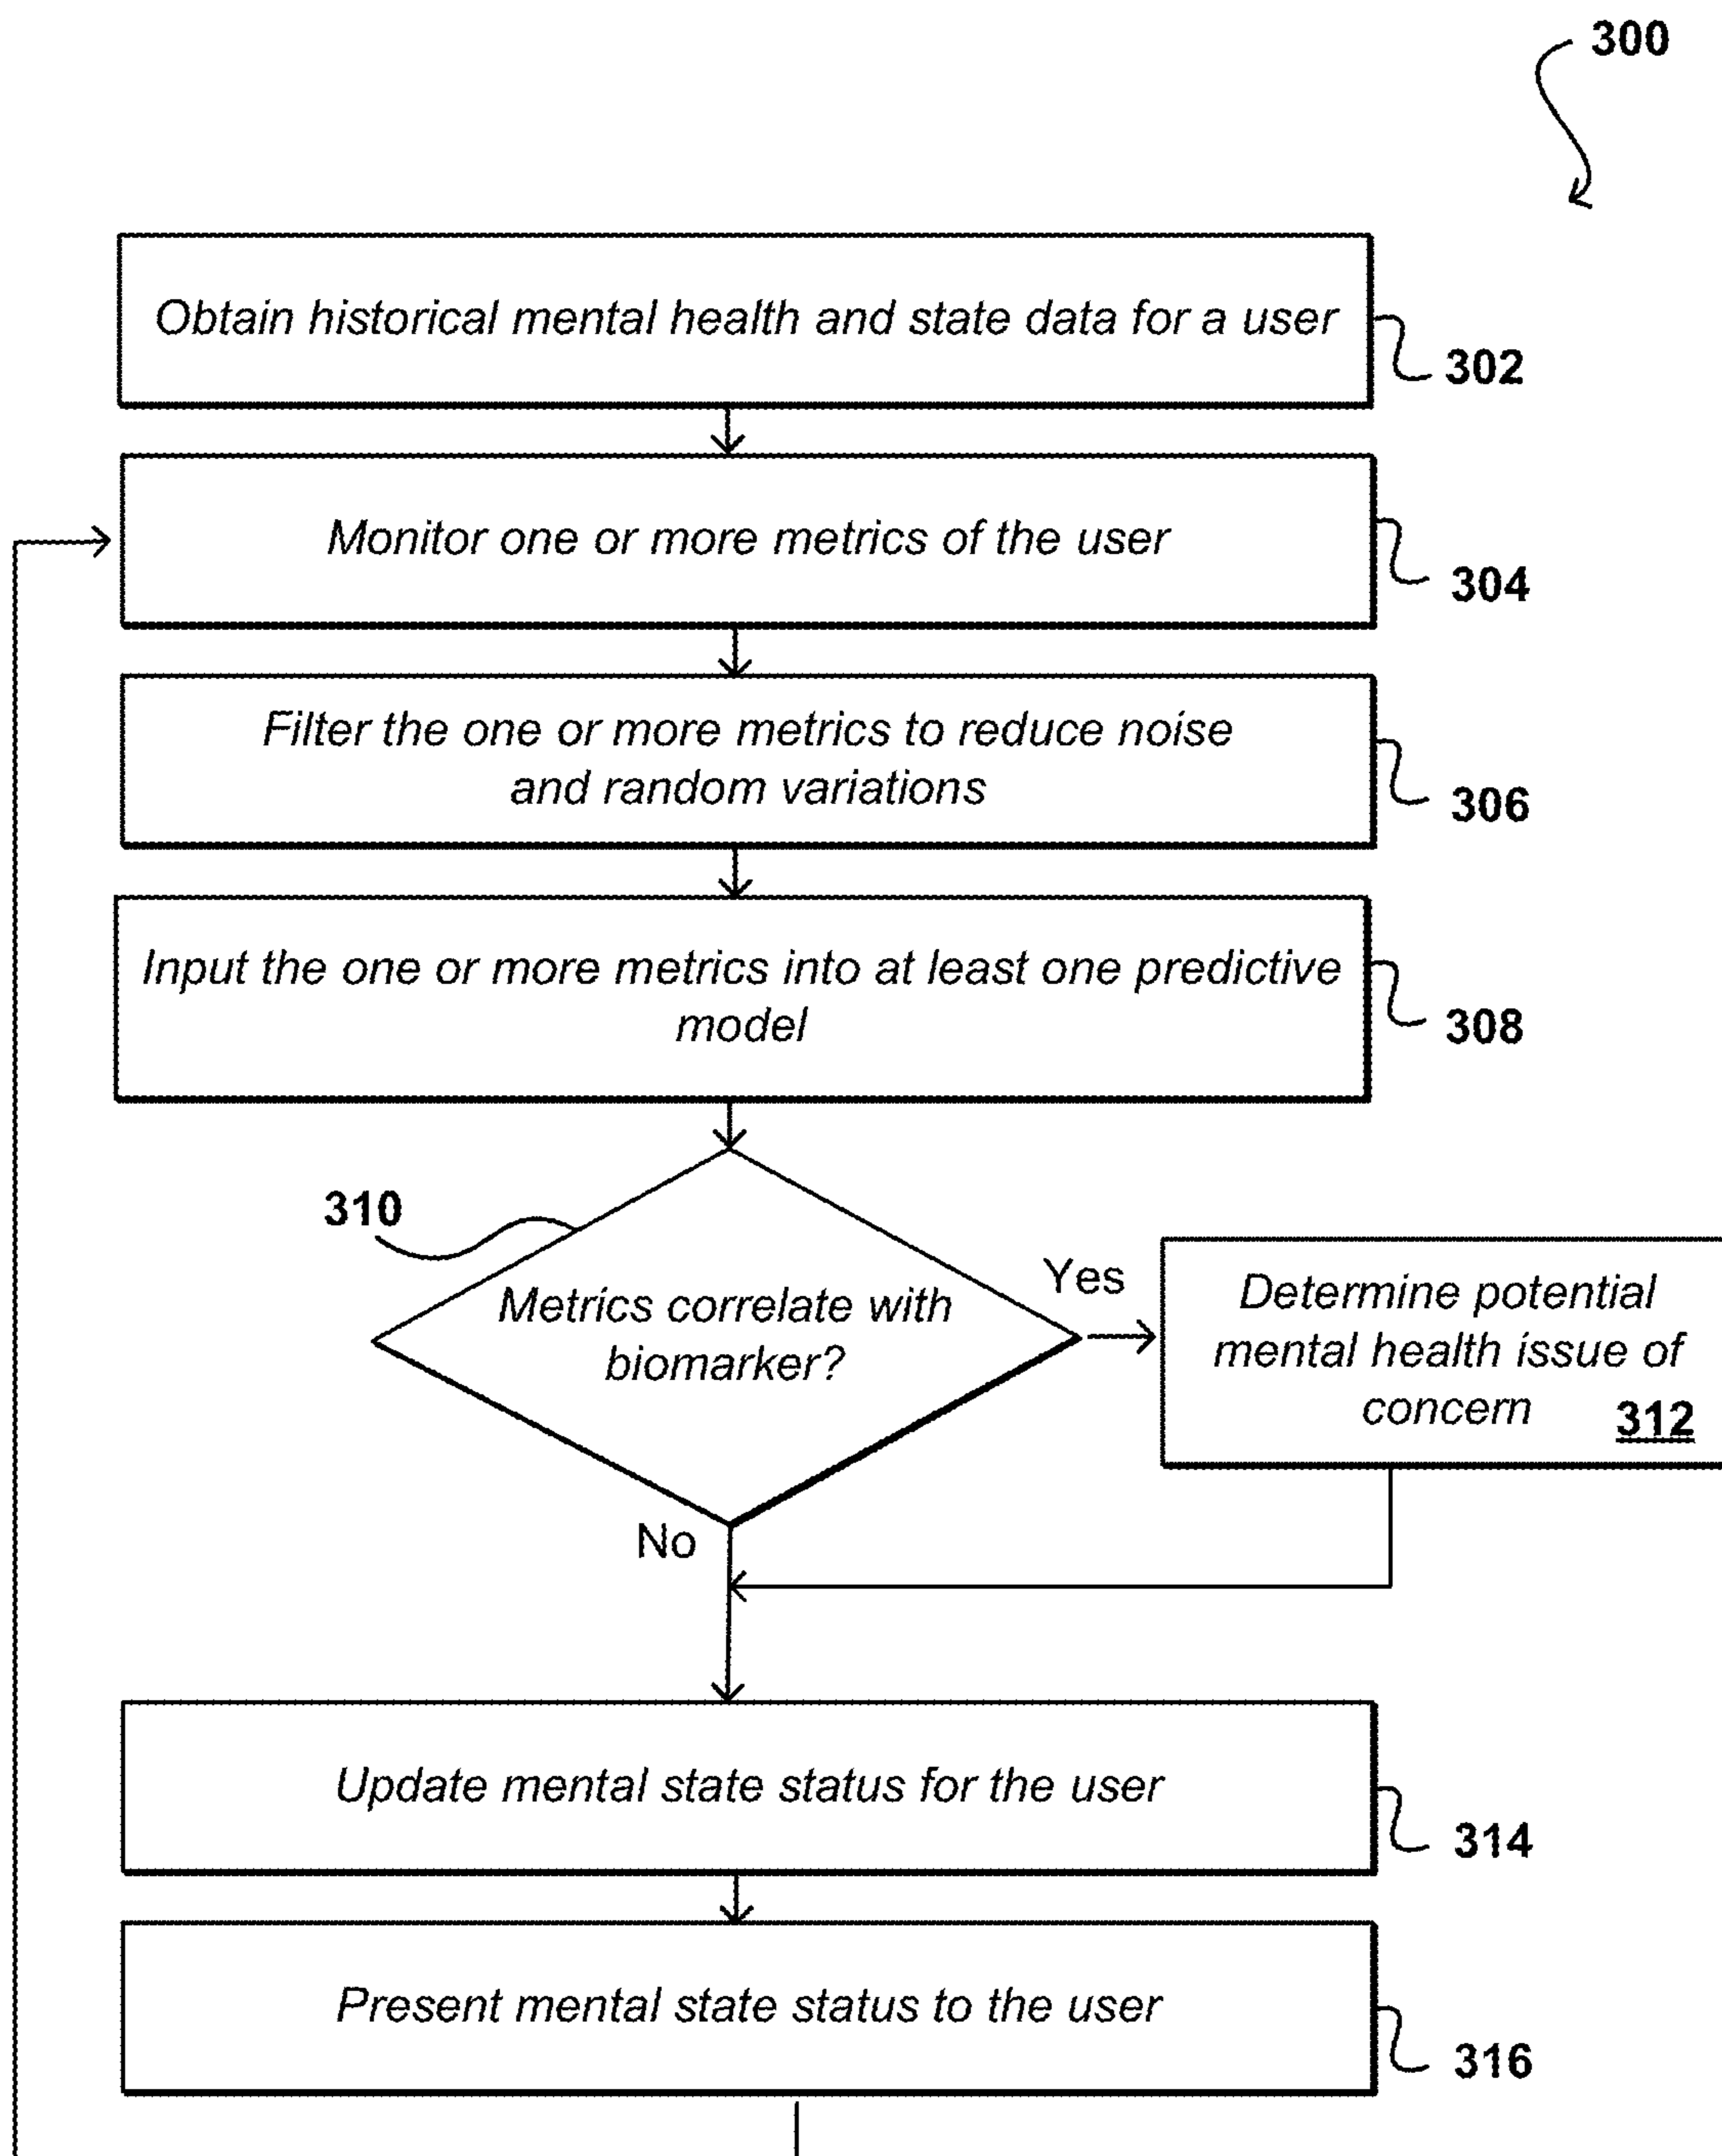 300
Obtain historical mental health and state data for a user
302
Monitor one or more metrics of the user
304
Filter the one or more metrics to reduce noise
and random variations
306
Input the one or more metrics into at least one predictive
model
308
310
Metrics correlate with
biomarker?
Yes
Determine potential
mental health issue of
concern 312
No
Update mental state status for the user
314
Present mental state status to the user
316